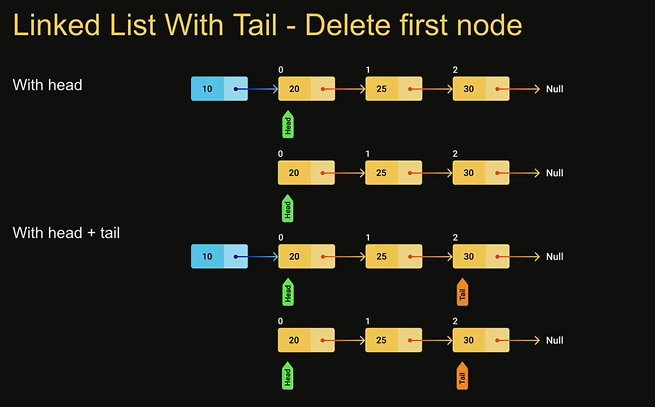 Linked List With Tail - Delete first node
With head
0 1 2
10 20 25 30 Null
Head
0 1 2
20 25 30 Null
Head
With head + tail
0 1 2
10 20 25 30 Null
Head Tail
0 1 2
20 25 30 Null
Head Tail